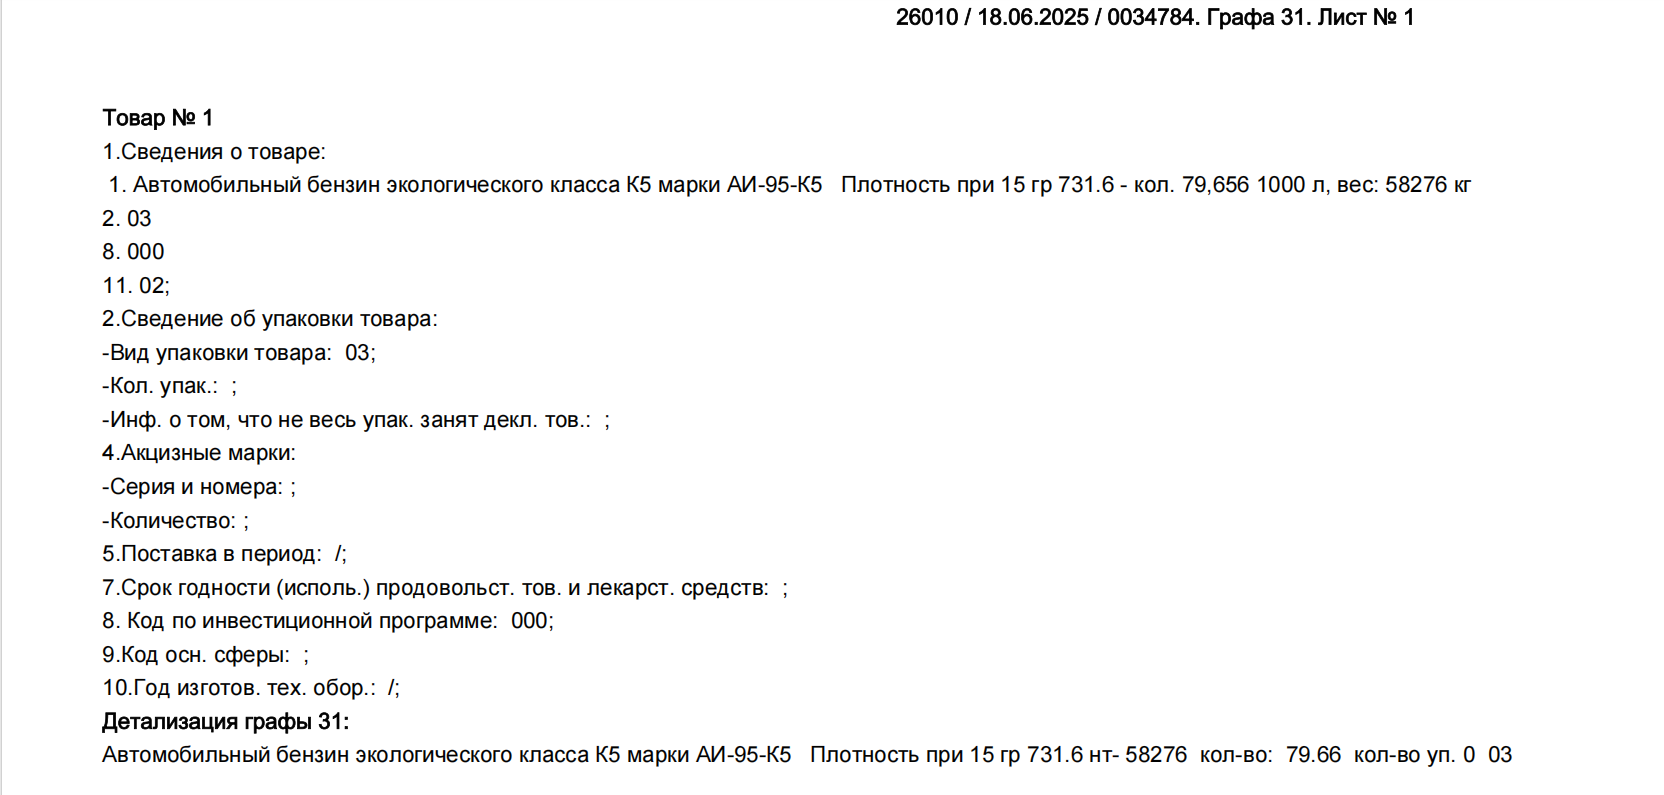 26010 / 18.06.2025 / 0034784. Графа 31. Лист № 1
Товар № 1
1.Сведения о товаре:
1. Автомобильный бензин экологического класса К5 марки АИ-95-К5 Плотность при 15 гр 731.6 - кол. 79,656 1000 л, вес: 58276 кг
2. 03
8. 000
11. 02;
2.Сведение об упаковки товара:
-Вид упаковки товара: 03;
-Кол. упак.: ;
-Инф. о том, что не весь упак. занят декл. тов.: ;
4.Акцизные марки:
-Серия и номера: ;
-Количество: ;
5.Поставка в период: /;
7.Срок годности (исполь.) продовольст. тов. и лекарст. средств: ;
8. Код по инвестиционной программе: 000;
9.Код осн. сферы: ;
10.Год изготов. тех. обор.: /;
Детализация графы 31:
Автомобильный бензин экологического класса К5 марки АИ-95-К5 Плотность при 15 гр 731.6 нт- 58276 кол-во: 79.66 кол-во уп. 0 03